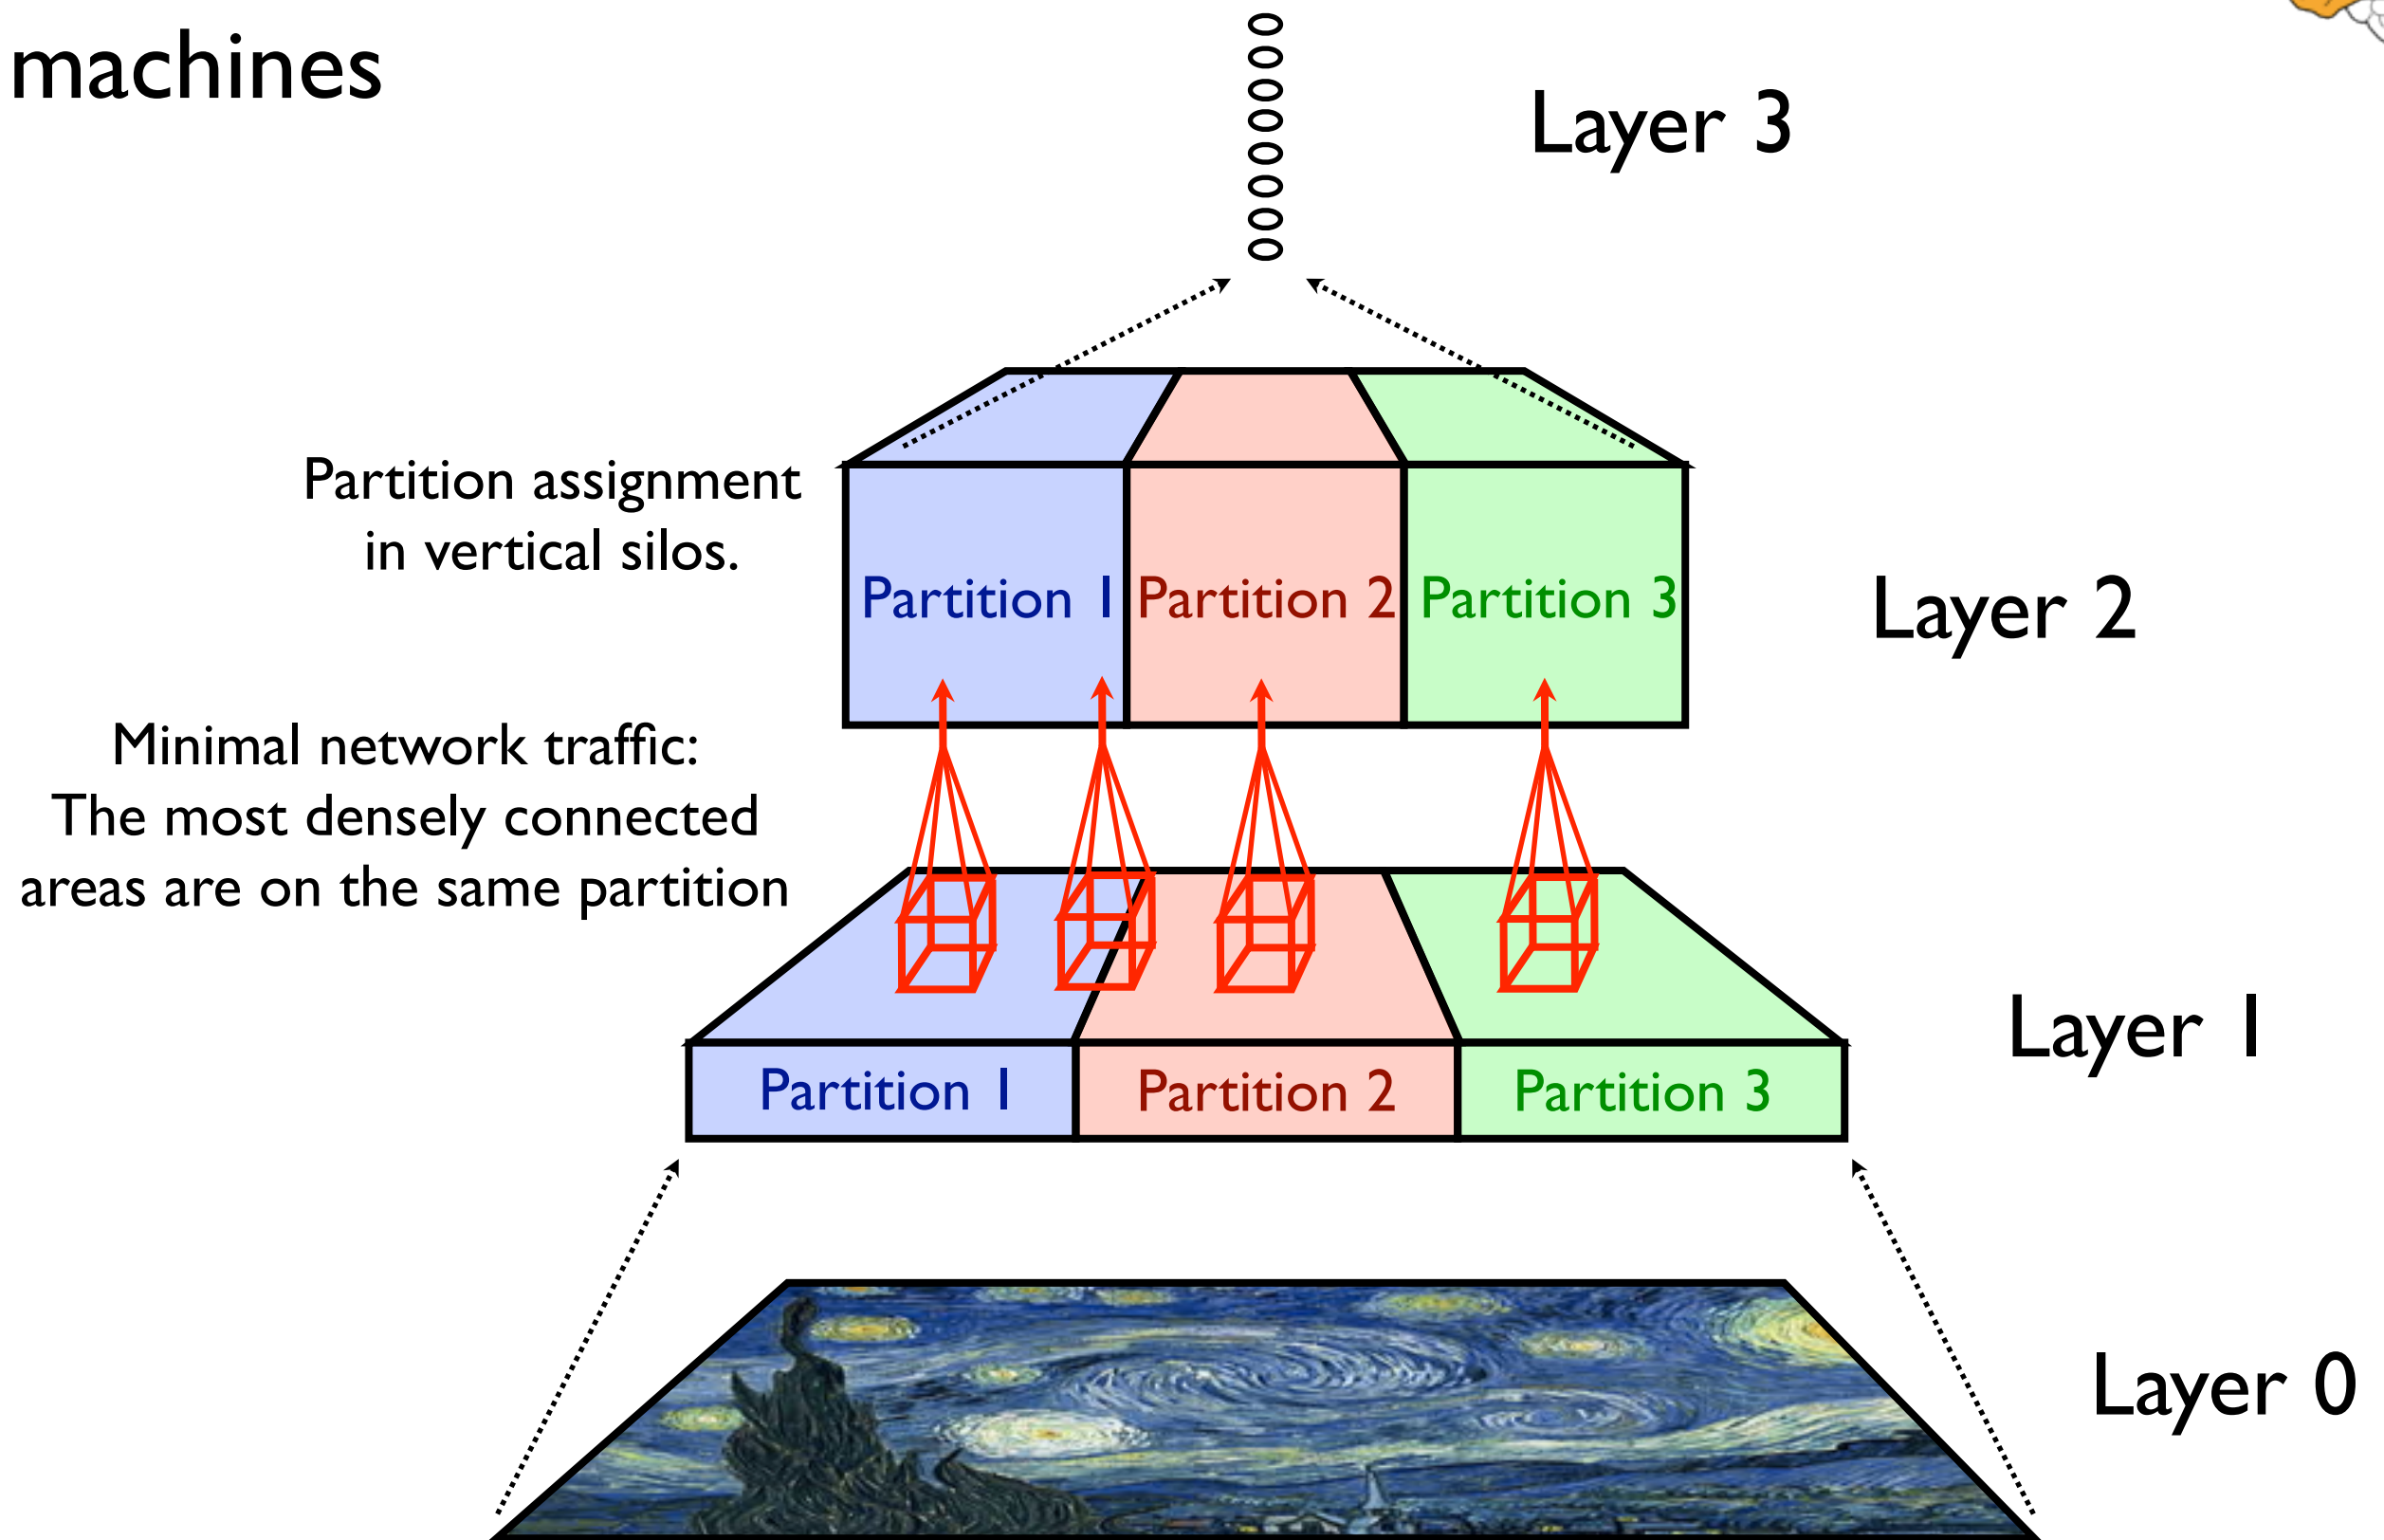 machines
Layer 3
Partition assignment
in vertical silos.
Partition 1 Partition 2 Partition 3
Layer 2
Minimal network traffic:
The most densely connected
areas are on the same partition
Layer 1
Partition 1 Partition 2 Partition 3
Layer 0